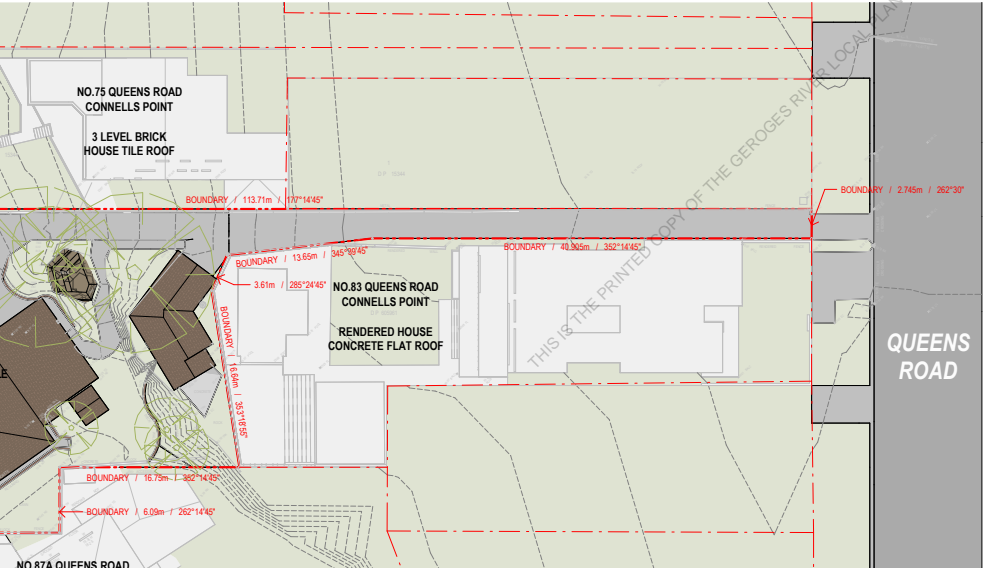 NO.75 QUEENS ROAD
CONNELLS POINT
3 LEVEL BRICK
HOUSE TILE ROOF
BOUNDARY / 113.71m / 177°14'45"
BOUNDARY / 2.745m / 262°30"
THIS IS THE PRINTED COPY OF THE GEROGES RIVER LOCAL PLAN
BOUNDARY / 40.905m / 352°14'45"
BOUNDARY / 13.65m / 345°39'45"
3.61m / 285°24'45"
NO.83 QUEENS ROAD
CONNELLS POINT
RENDERED HOUSE
CONCRETE FLAT ROOF
BOUNDARY / 16.64m / 353°18'55"
QUEENS
ROAD
BOUNDARY / 16.75m / 352°14'45"
BOUNDARY / 6.09m / 262°14'45"
NO.87A QUEENS ROAD